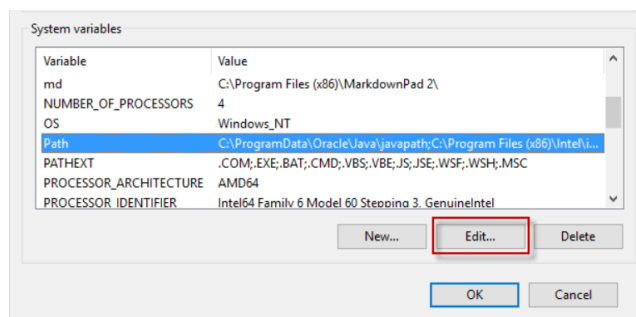 System variables
Variable Value
md C:\Program Files (x86)\MarkdownPad 2\
NUMBER_OF_PROCESSORS 4
OS Windows_NT
Path C:\ProgramData\Oracle\Java\javapath;C:\Program Files (x86)\Intel\i...
PATHEXT .COM;.EXE;.BAT;.CMD;.VBS;.VBE;.JS;.JSE;.WSF;.WSH;.MSC
PROCESSOR_ARCHITECTURE AMD64
PROCESSOR_IDENTIFIER Intel64 Family 6 Model 60 Stepping 3, GenuineIntel
New... Edit... Delete
OK Cancel